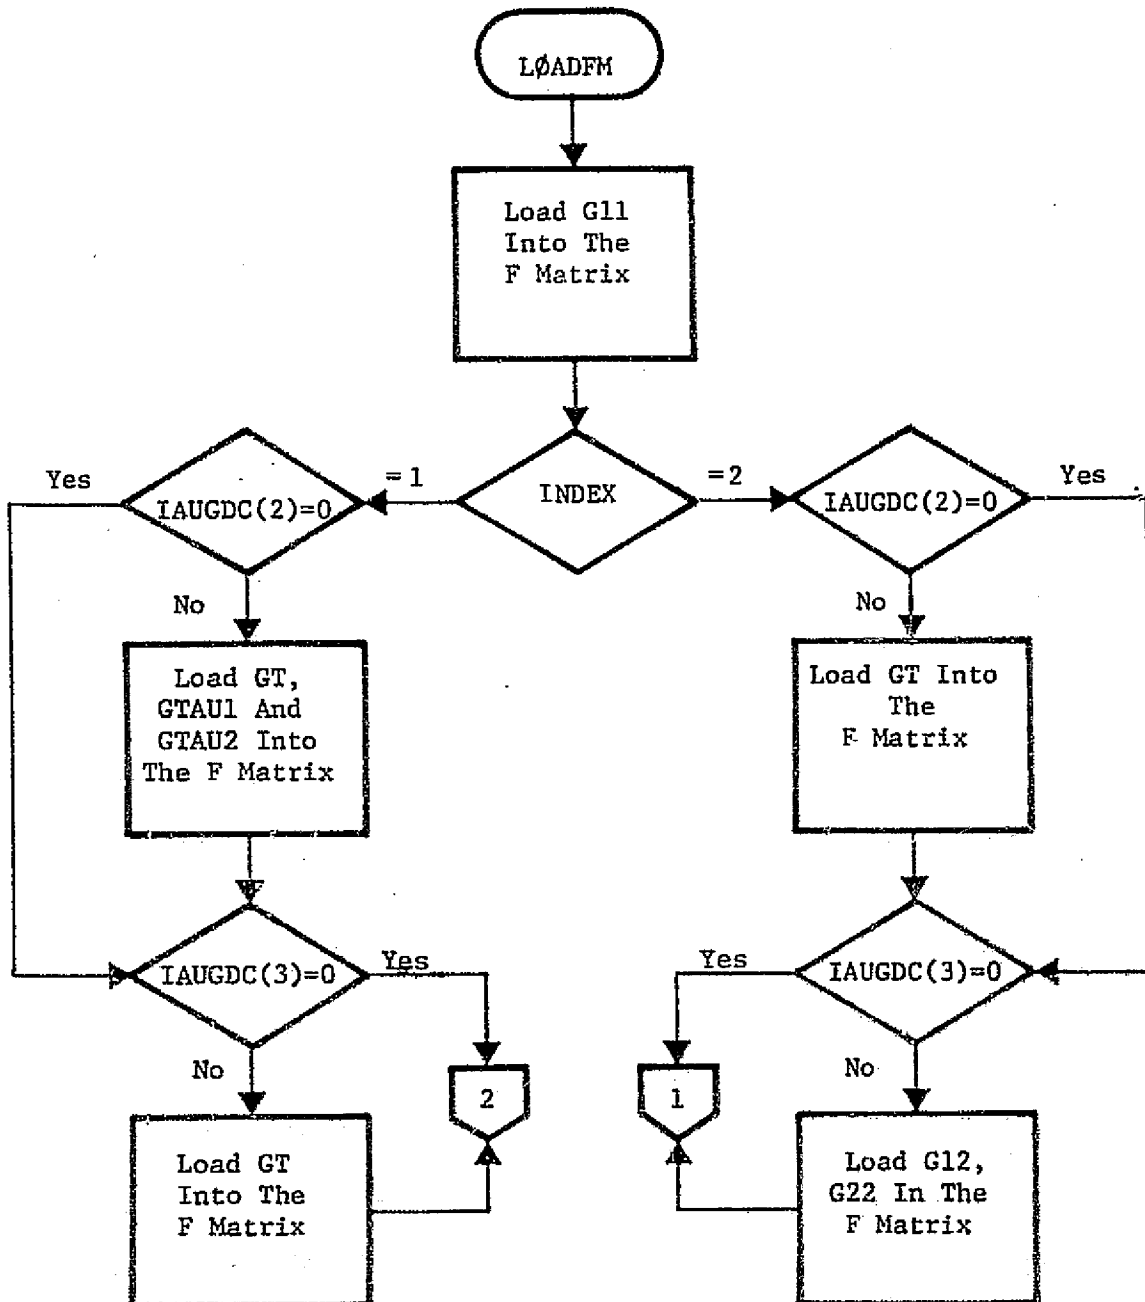 LØADFM
Load G11
Into The
F Matrix
Yes
IAUGDC(2)=0
=1
INDEX
=2
IAUGDC(2)=0
Yes
No
No
Load GT,
GTAU1 And
GTAU2 Into
The F Matrix
Load GT Into
The
F Matrix
IAUGDC(3)=0
Yes
Yes
IAUGDC(3)=0
No
2
1
No
Load GT
Into The
F Matrix
Load G12,
G22 In The
F Matrix